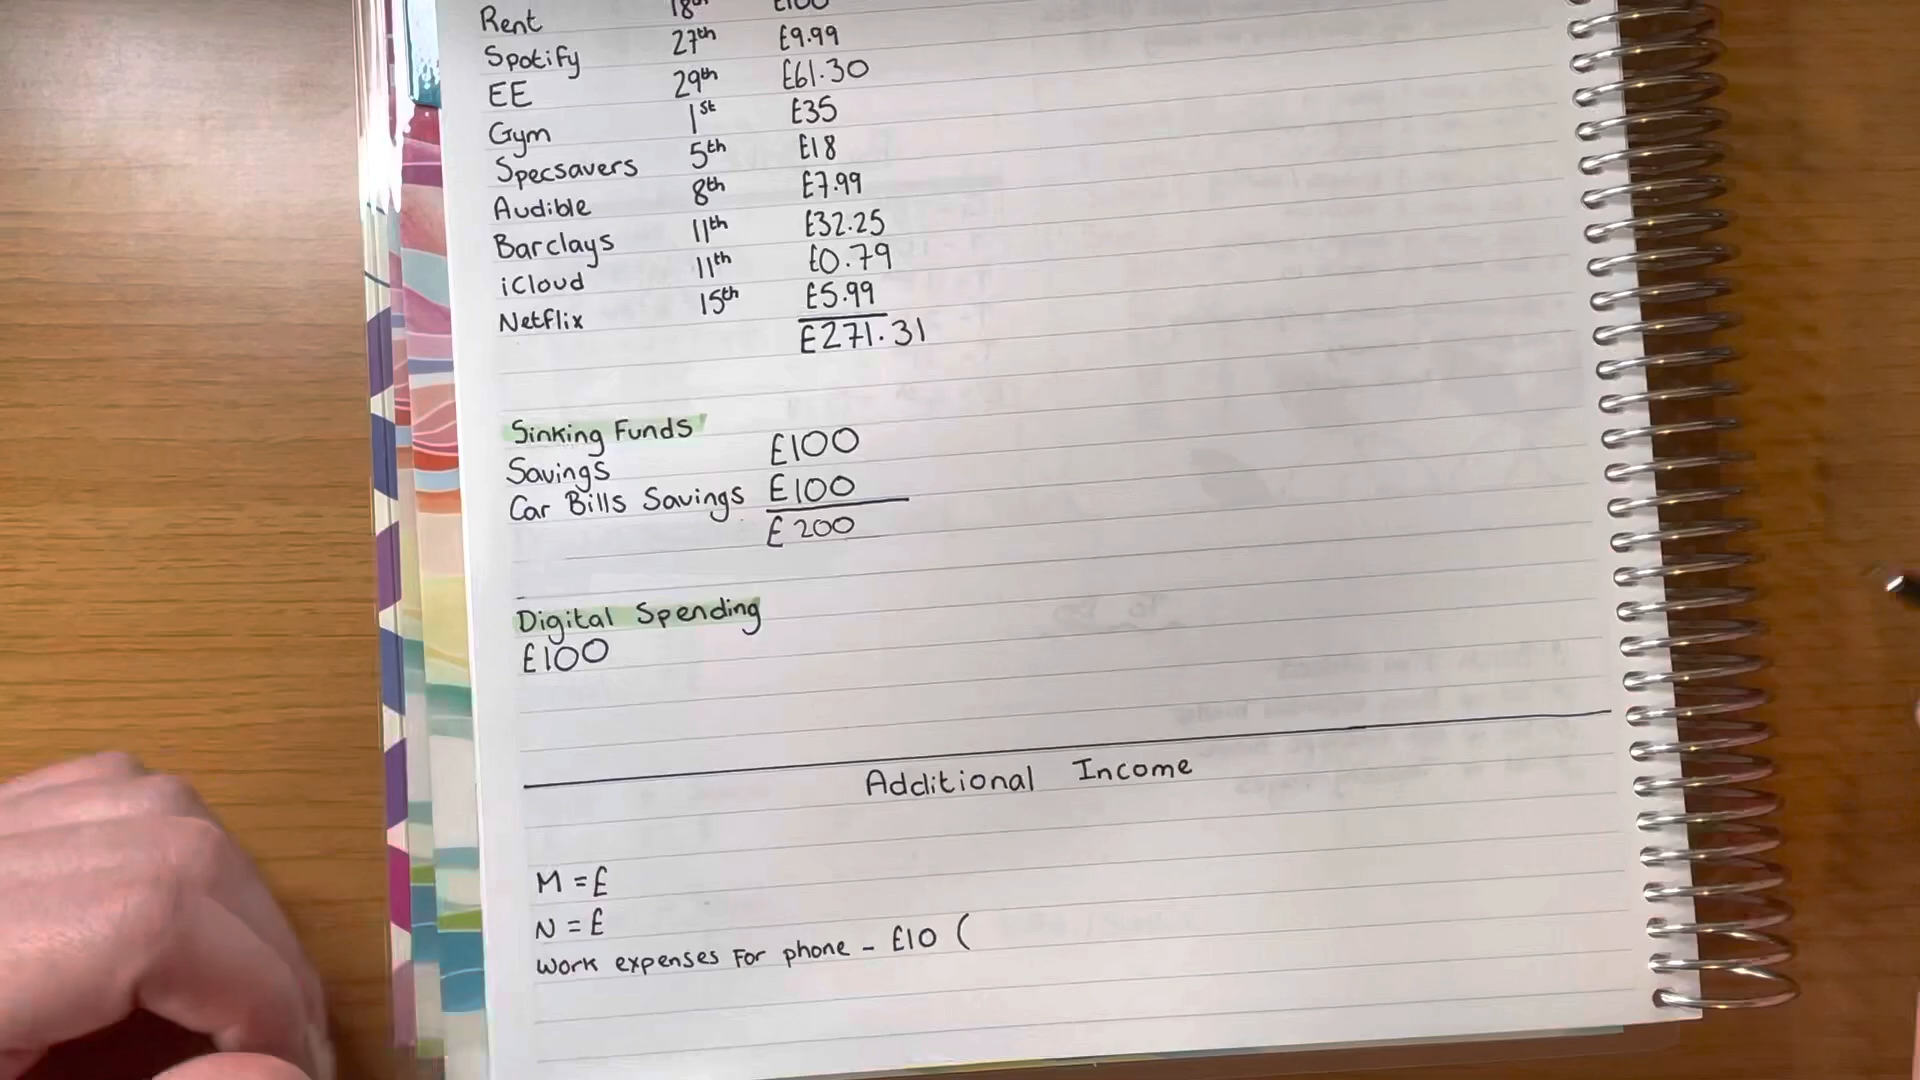 Rent 18th £100
Spotify 27th £9.99
EE 29th £61.30
Gym 1st £35
Specsavers 5th £18
Audible 8th £7.99
Barclays 11th £32.25
iCloud 11th £0.79
Netflix 15th £5.99
£271.31
Sinking Funds
Savings £100
Car Bills Savings £100
£200
Digital Spending
£100
Additional Income
M = £
N = £
Work expenses For phone - £10 (